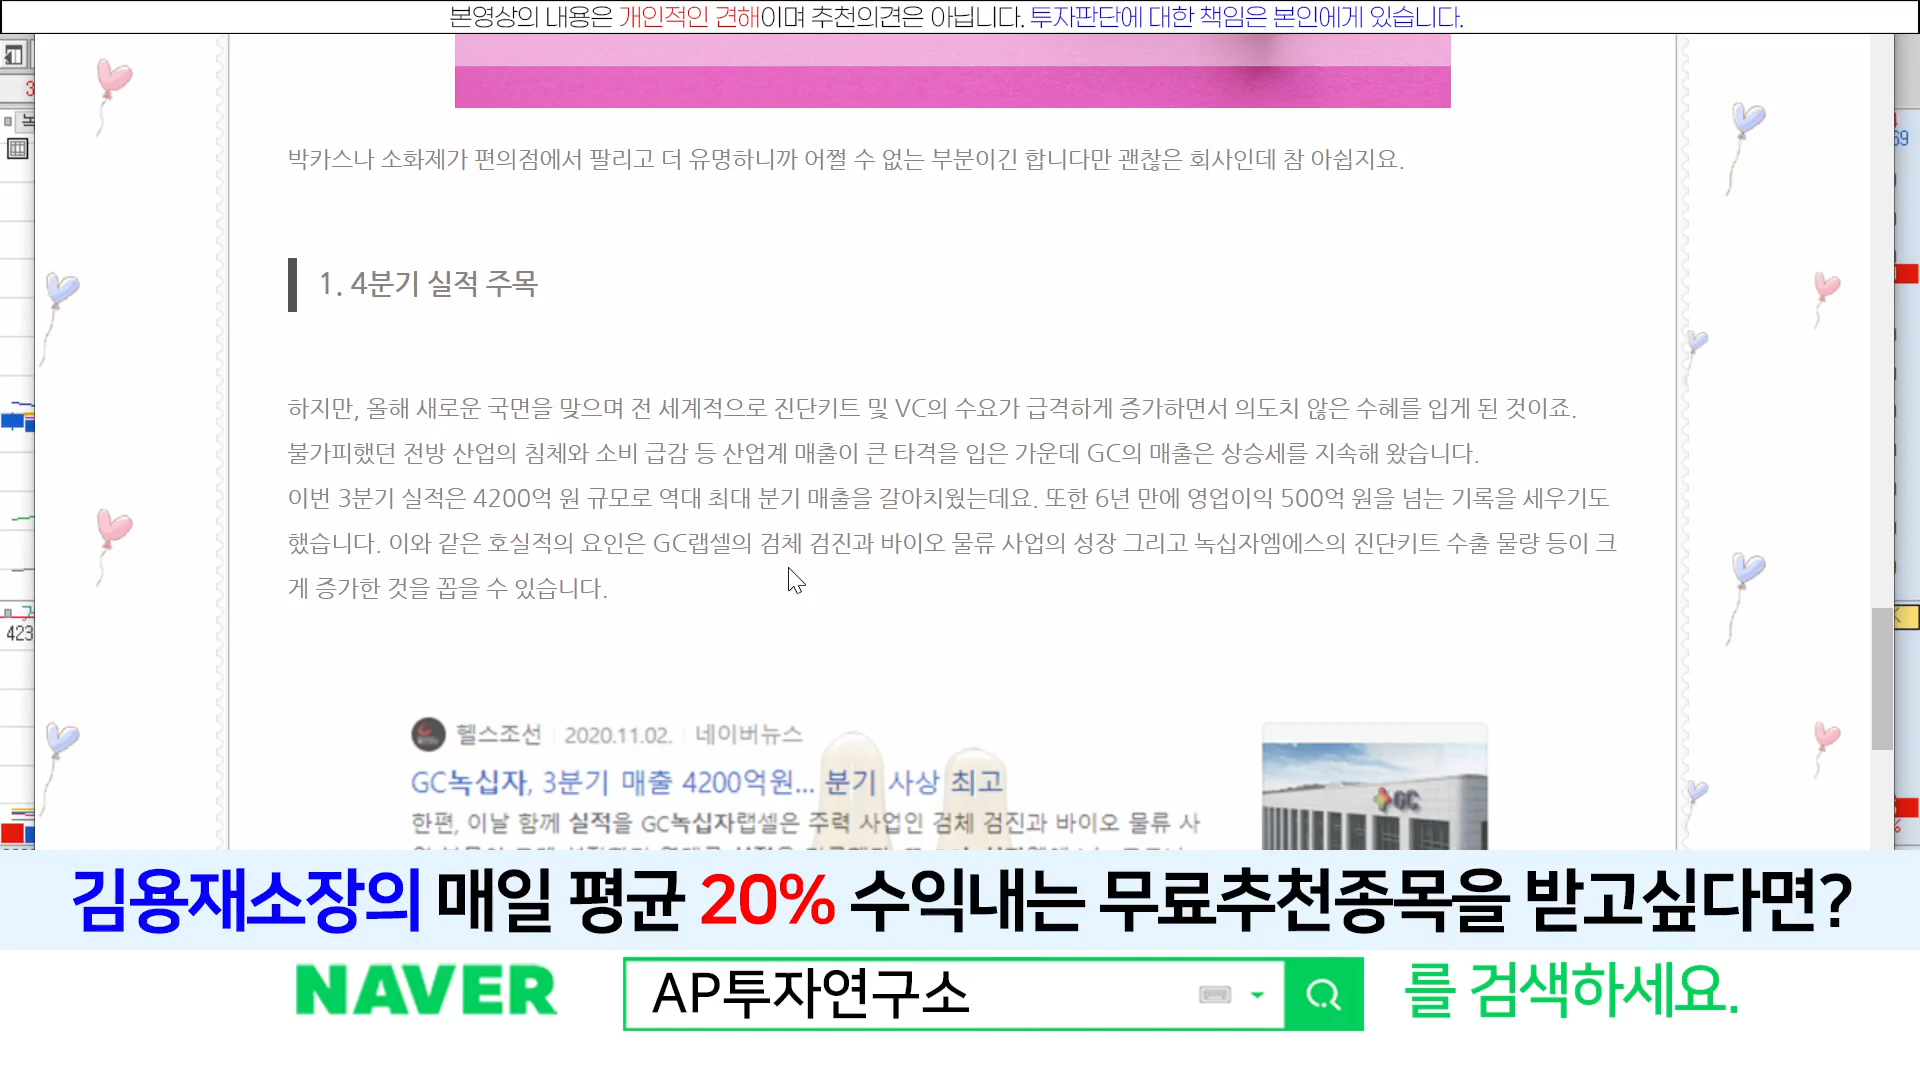 본영상의 내용은 개인적인 견해이며 추천의견은 아닙니다. 투자판단에 대한 책임은 본인에게 있습니다.
박카스나 소화제가 편의점에서 팔리고 더 유명하니까 어쩔 수 없는 부분이긴 합니다만 괜찮은 회사인데 참 아쉽지요.
1. 4분기 실적 주목
하지만, 올해 새로운 국면을 맞으며 전 세계적으로 진단키트 및 VC의 수요가 급격하게 증가하면서 의도치 않은 수혜를 입게 된 것이죠.
불가피했던 전방 산업의 침체와 소비 급감 등 산업계 매출이 큰 타격을 입은 가운데 GC의 매출은 상승세를 지속해 왔습니다.
이번 3분기 실적은 4200억 원 규모로 역대 최대 분기 매출을 갈아치웠는데요. 또한 6년 만에 영업이익 500억 원을 넘는 기록을 세우기도
했습니다. 이와 같은 호실적의 요인은 GC랩셀의 검체 검진과 바이오 물류 사업의 성장 그리고 녹십자엠에스의 진단키트 수출 물량 등이 크
게 증가한 것을 꼽을 수 있습니다.
헬스조선 2020.11.02. 네이버뉴스
GC녹십자, 3분기 매출 4200억원... 분기 사상 최고
한편, 이날 함께 실적을 GC녹십자랩셀은 주력 사업인 검체 검진과 바이오 물류 사
GC
423
69
김용재소장의 매일 평균 20% 수익내는 무료추천종목을 받고싶다면?
NAVER AP투자연구소 를 검색하세요.